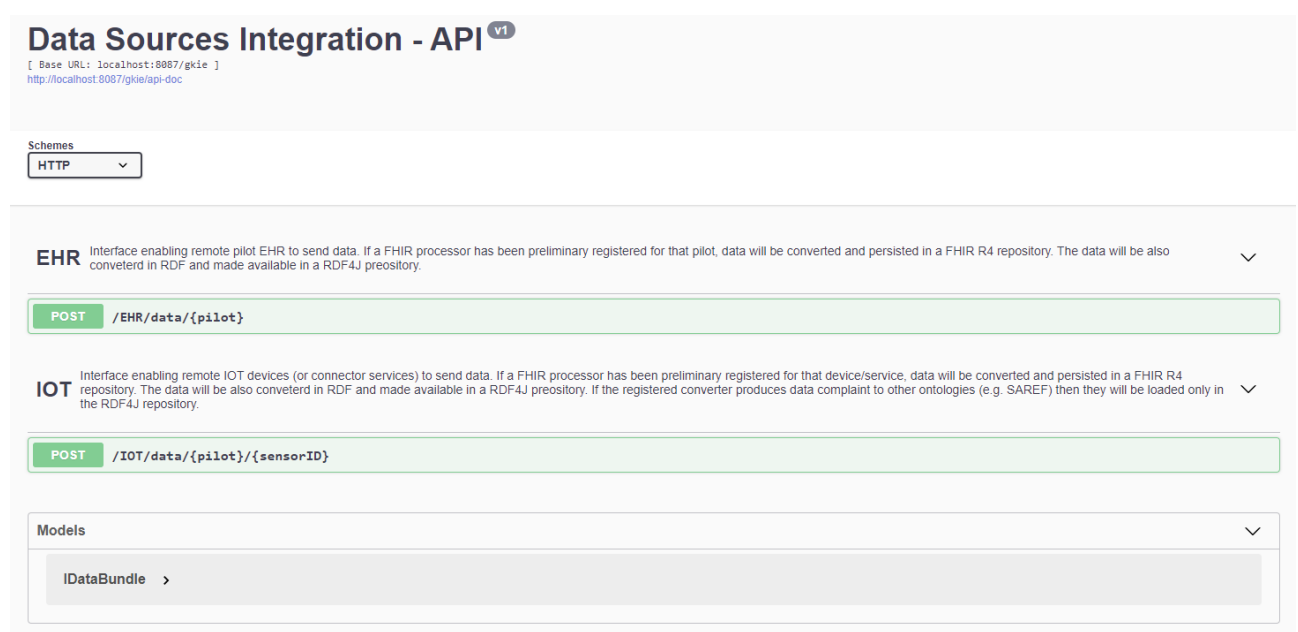 Data Sources Integration - API v1
[ Base URL: localhost:8087/gkie ]
http://localhost:8087/gkie/api-doc
Schemes
HTTP
EHR
Interface enabling remote pilot EHR to send data. If a FHIR processor has been preliminary registered for that pilot, data will be converted and persisted in a FHIR R4 repository. The data will be also
conveterd in RDF and made available in a RDF4J preository.
POST /EHR/data/{pilot}
IOT
Interface enabling remote IOT devices (or connector services) to send data. If a FHIR processor has been preliminary registered for that device/service, data will be converted and persisted in a FHIR R4
repository. The data will be also conveterd in RDF and made available in a RDF4J preository. If the registered converter produces data complaint to other ontologies (e.g. SAREF) then they will be loaded only in
the RDF4J repository.
POST /IOT/data/{pilot}/{sensorID}
Models
IDataBundle